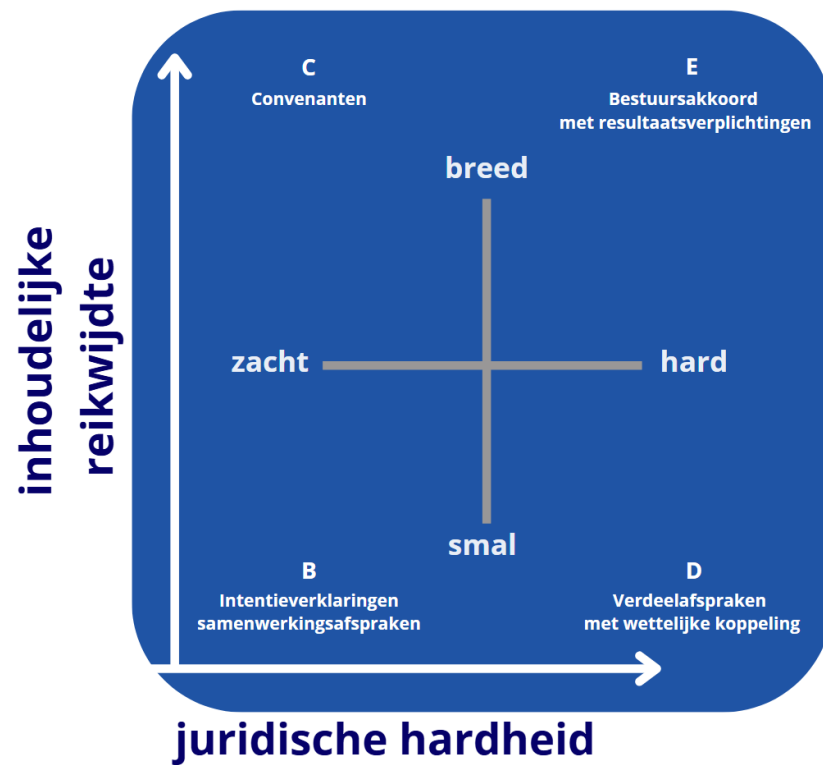 C
Convenanten
E
Bestuursakkoord
met resultaatsverplichtingen
breed
inhoudelijke
reikwijdte
zacht
hard
smal
B
Intentieverklaringen
samenwerkingsafspraken
D
Verdeelafspraken
met wettelijke koppeling
juridische hardheid